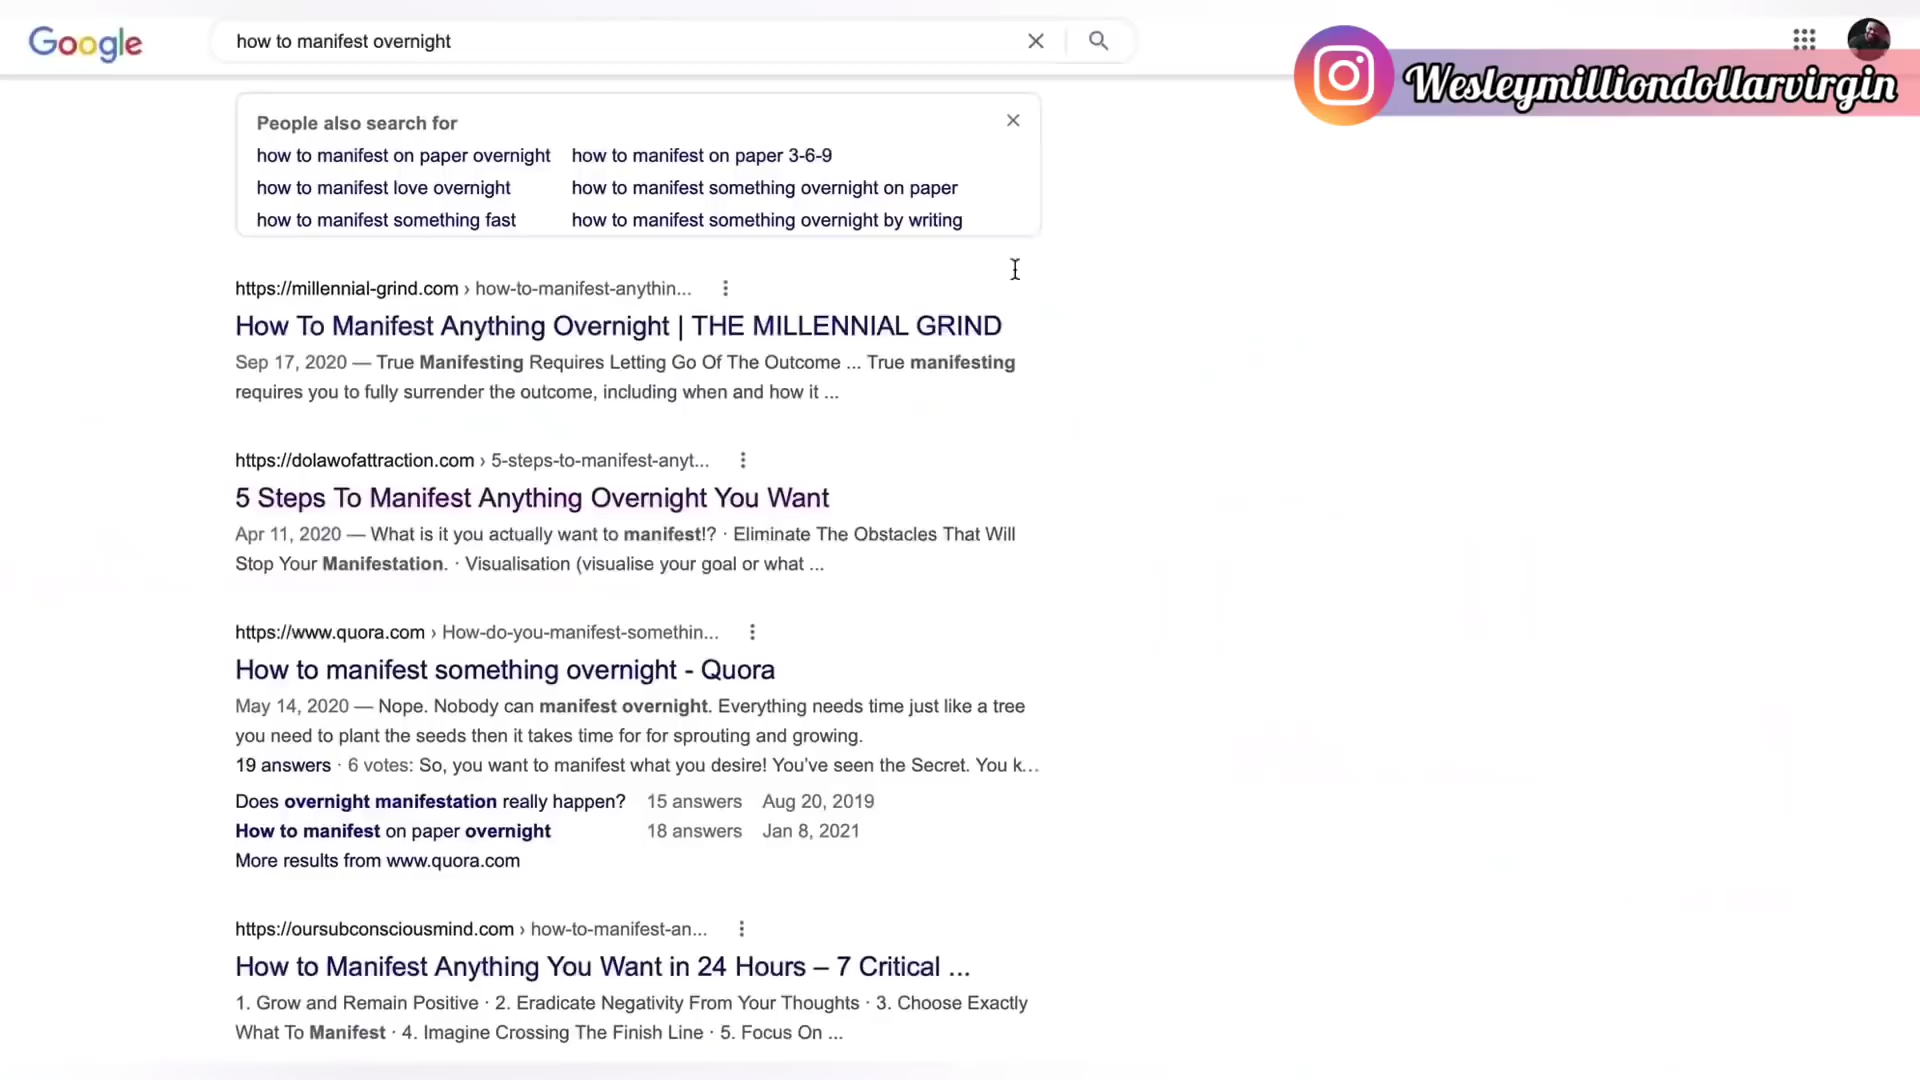 Google
how to manifest overnight
Wesleymilliondollarvirgin
People also search for
how to manifest on paper overnight
how to manifest on paper 3-6-9
how to manifest love overnight
how to manifest something overnight on paper
how to manifest something fast
how to manifest something overnight by writing
https://millennial-grind.com › how-to-manifest-anythin...
How To Manifest Anything Overnight | THE MILLENNIAL GRIND
Sep 17, 2020 — True Manifesting Requires Letting Go Of The Outcome ... True manifesting
requires you to fully surrender the outcome, including when and how it ...
https://dolawofattraction.com › 5-steps-to-manifest-anyt...
5 Steps To Manifest Anything Overnight You Want
Apr 11, 2020 — What is it you actually want to manifest!? · Eliminate The Obstacles That Will
Stop Your Manifestation. · Visualisation (visualise your goal or what ...
https://www.quora.com › How-do-you-manifest-somethin...
How to manifest something overnight - Quora
May 14, 2020 — Nope. Nobody can manifest overnight. Everything needs time just like a tree
you need to plant the seeds then it takes time for for sprouting and growing.
19 answers · 6 votes: So, you want to manifest what you desire! You've seen the Secret. You k...
Does overnight manifestation really happen? 15 answers Aug 20, 2019
How to manifest on paper overnight 18 answers Jan 8, 2021
More results from www.quora.com
https://oursubconsciousmind.com › how-to-manifest-an...
How to Manifest Anything You Want in 24 Hours – 7 Critical ...
1. Grow and Remain Positive · 2. Eradicate Negativity From Your Thoughts · 3. Choose Exactly
What To Manifest · 4. Imagine Crossing The Finish Line · 5. Focus On ...